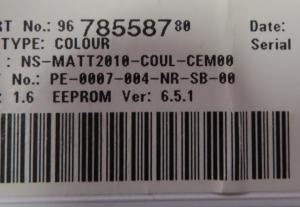 RT No.: 96 785587 80 Date:
TYPE: COLOUR Serial
: NS-MATT2010-COUL-CEM00
No.: PE-0007-004-NR-SB-00
: 1.6 EEPROM Ver: 6.5.1